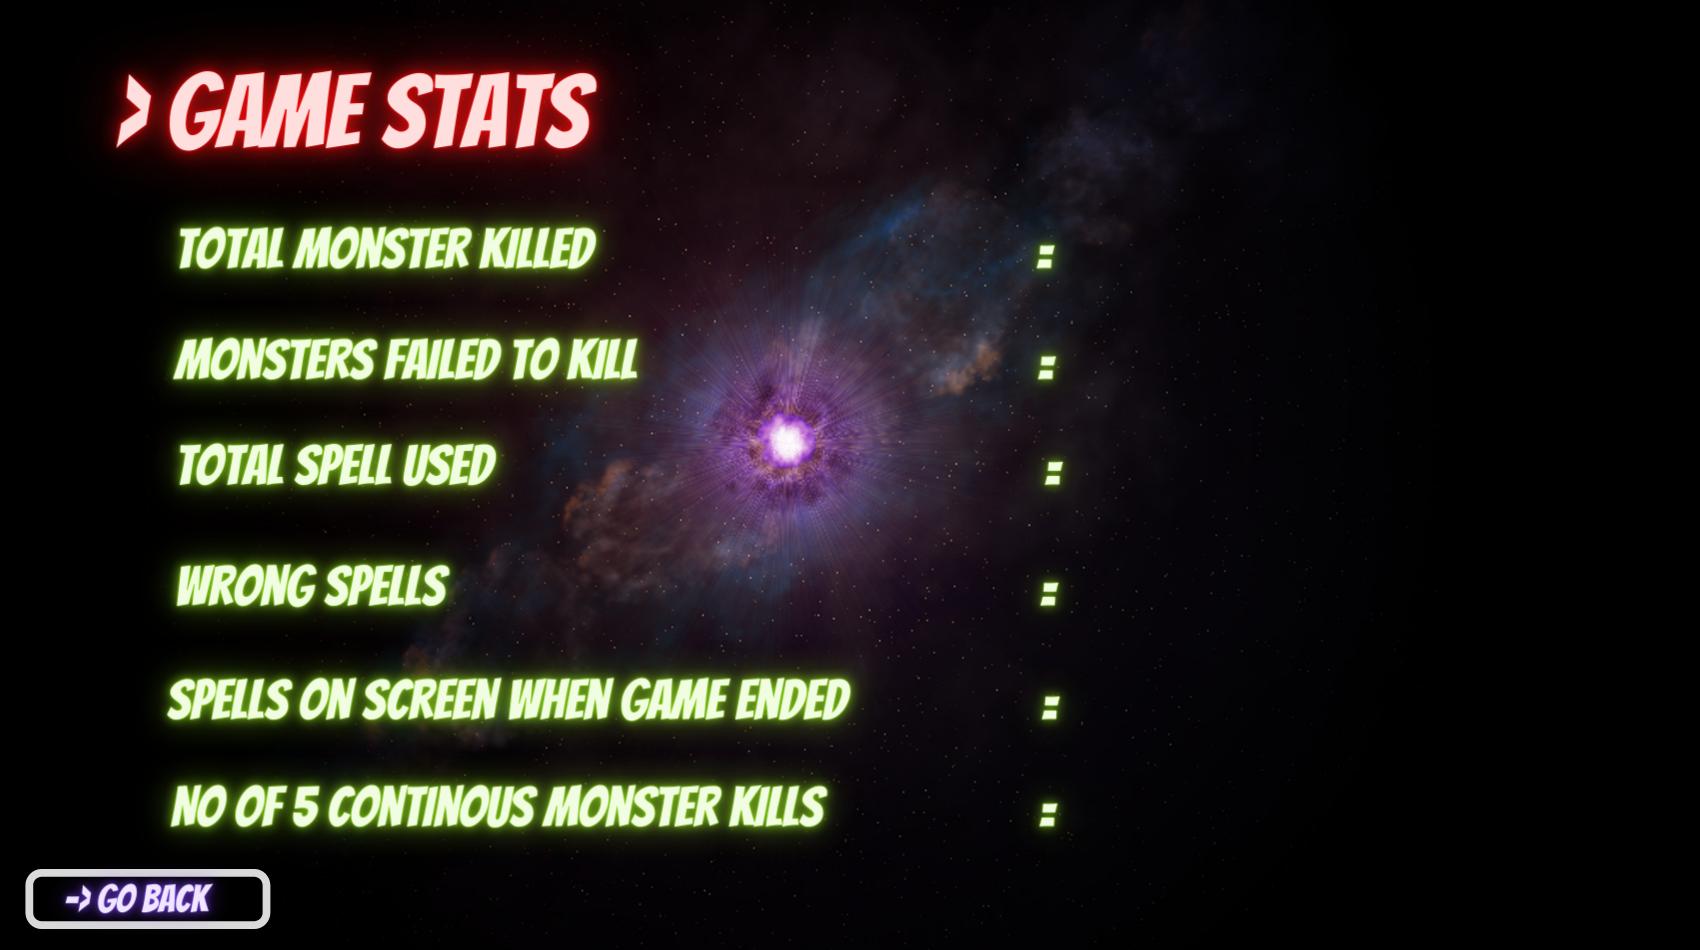 > GAME STATS
TOTAL MONSTER KILLED :
MONSTERS FAILED TO KILL :
TOTAL SPELL USED :
WRONG SPELLS :
SPELLS ON SCREEN WHEN GAME ENDED :
NO OF 5 CONTINOUS MONSTER KILLS :
-> GO BACK